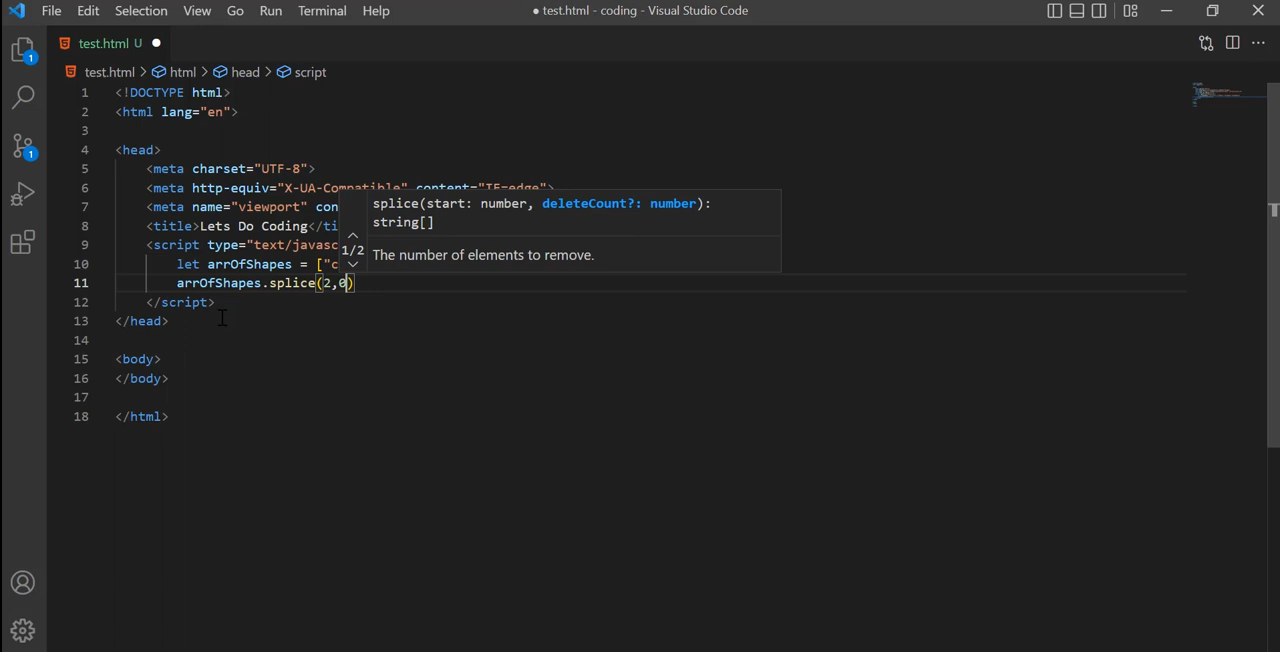 File Edit Selection View Go Run Terminal Help ● test.html - coding - Visual Studio Code
test.html U ●
test.html > html > head > script
1 <!DOCTYPE html>
2 <html lang="en">
3
4 <head>
5 <meta charset="UTF-8">
6 <meta http-equiv="X-UA-Compatible" content="IE=edge">
7 <meta name="viewport" con
8 <title>Lets Do Coding</ti
9 <script type="text/javasc
10 let arrOfShapes = ["c
11 arrOfShapes.splice(2,0)
12 </script>
13 </head>
14
15 <body>
16 </body>
17
18 </html>
splice(start: number, deleteCount?: number):
string[]
1/2 The number of elements to remove.
1
1